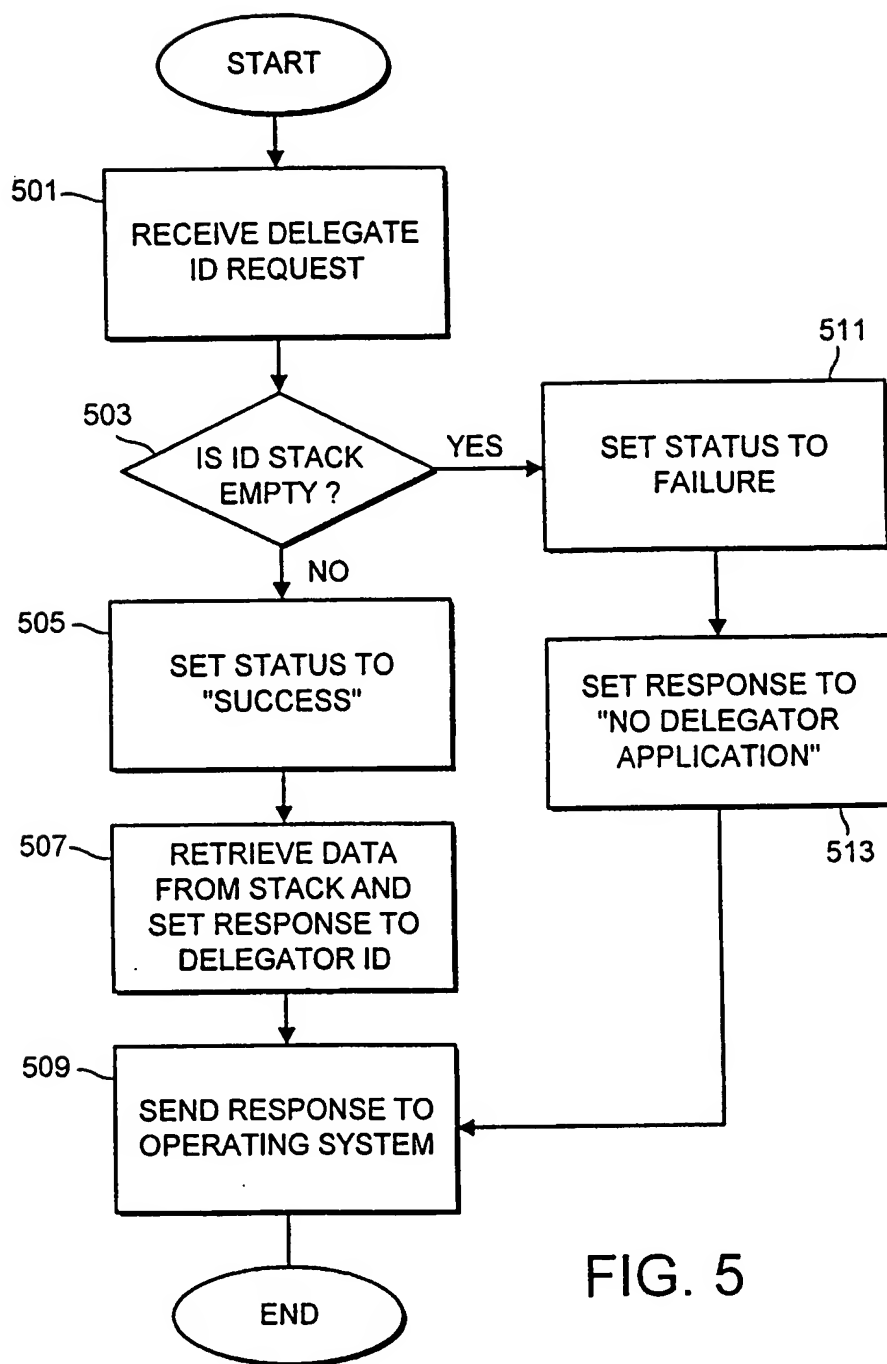 START
501
RECEIVE DELEGATE
ID REQUEST
503
IS ID STACK
EMPTY ?
YES
NO
511
SET STATUS TO
FAILURE
505
SET STATUS TO
"SUCCESS"
SET RESPONSE TO
"NO DELEGATOR
APPLICATION"
513
507
RETRIEVE DATA
FROM STACK AND
SET RESPONSE TO
DELEGATOR ID
509
SEND RESPONSE TO
OPERATING SYSTEM
END
FIG. 5